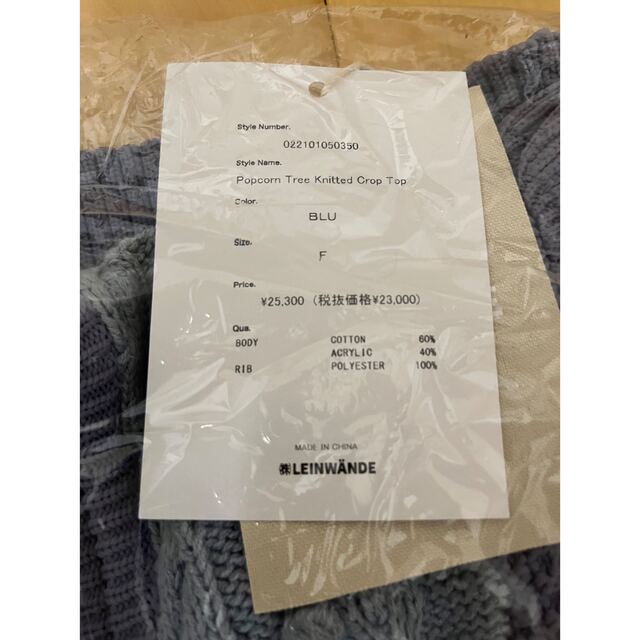 Style Number.
022101050350
Style Name.
Popcorn Tree Knitted Crop Top
Color.
BLU
Size.
F
Price.
¥25,300 (税抜価格¥23,000)
Qua.
BODY COTTON 60%
ACRYLIC 40%
RIB POLYESTER 100%
MADE IN CHINA
㈱LEINWÄNDE